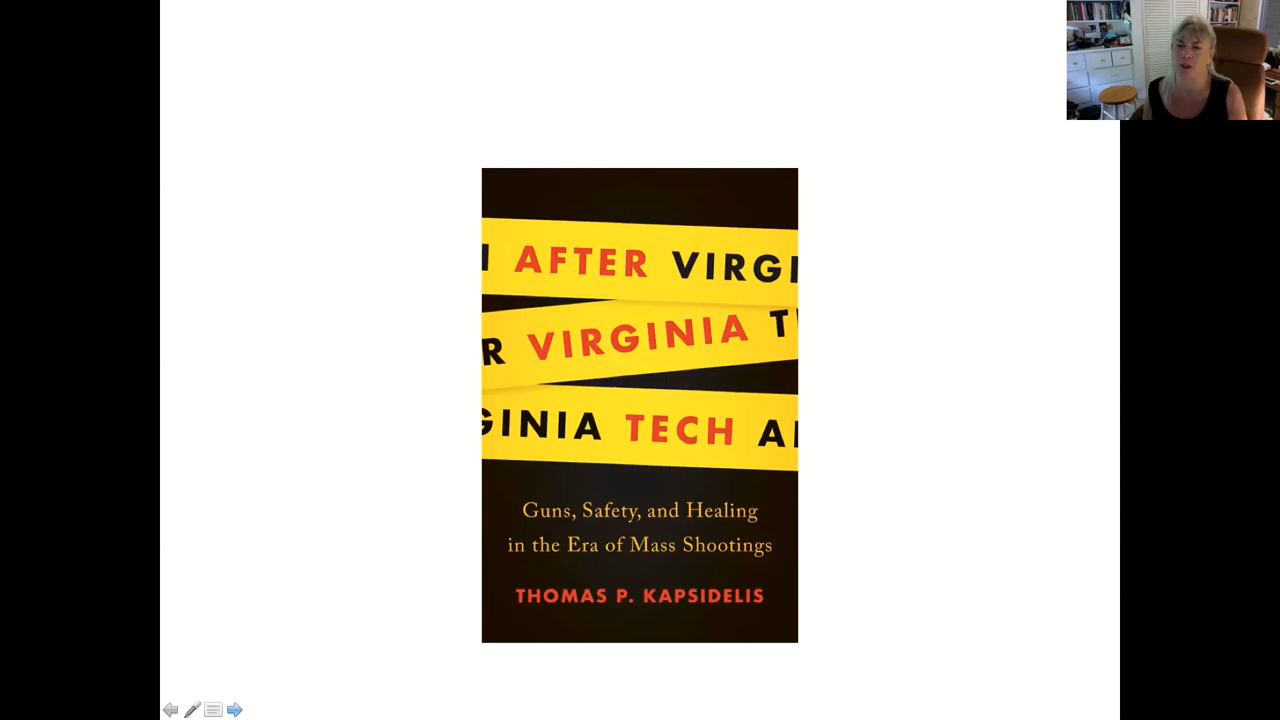 AFTER VIRGI
R VIRGINIA T
GINIA TECH A
Guns, Safety, and Healing
in the Era of Mass Shootings
THOMAS P. KAPSIDELIS